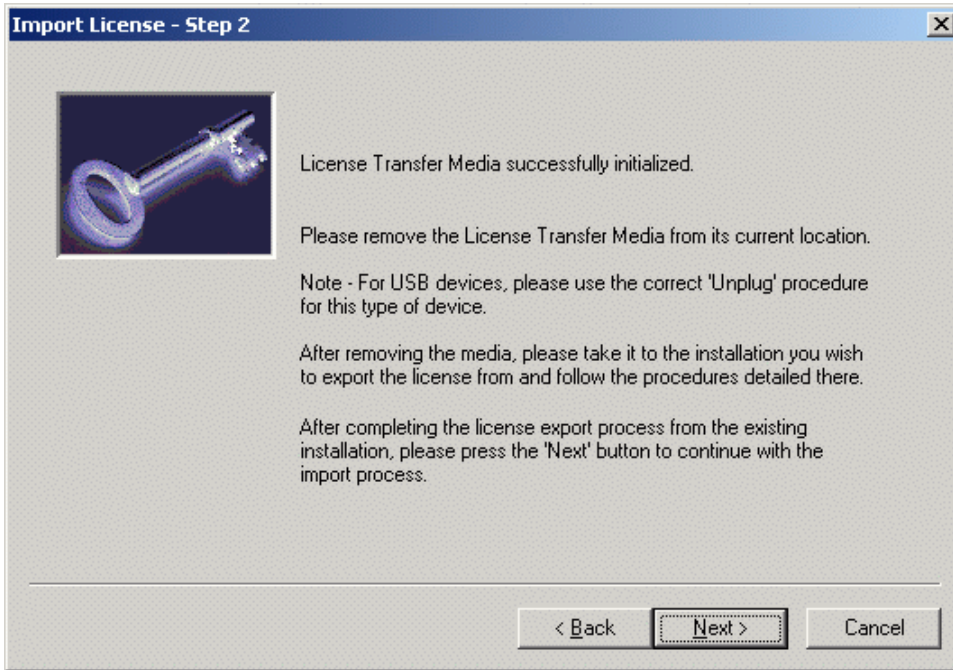 Import License - Step 2
License Transfer Media successfully initialized.
Please remove the License Transfer Media from its current location.
Note - For USB devices, please use the correct 'Unplug' procedure
for this type of device.
After removing the media, please take it to the installation you wish
to export the license from and follow the procedures detailed there.
After completing the license export process from the existing
installation, please press the 'Next' button to continue with the
import process.
< Back
Next >
Cancel